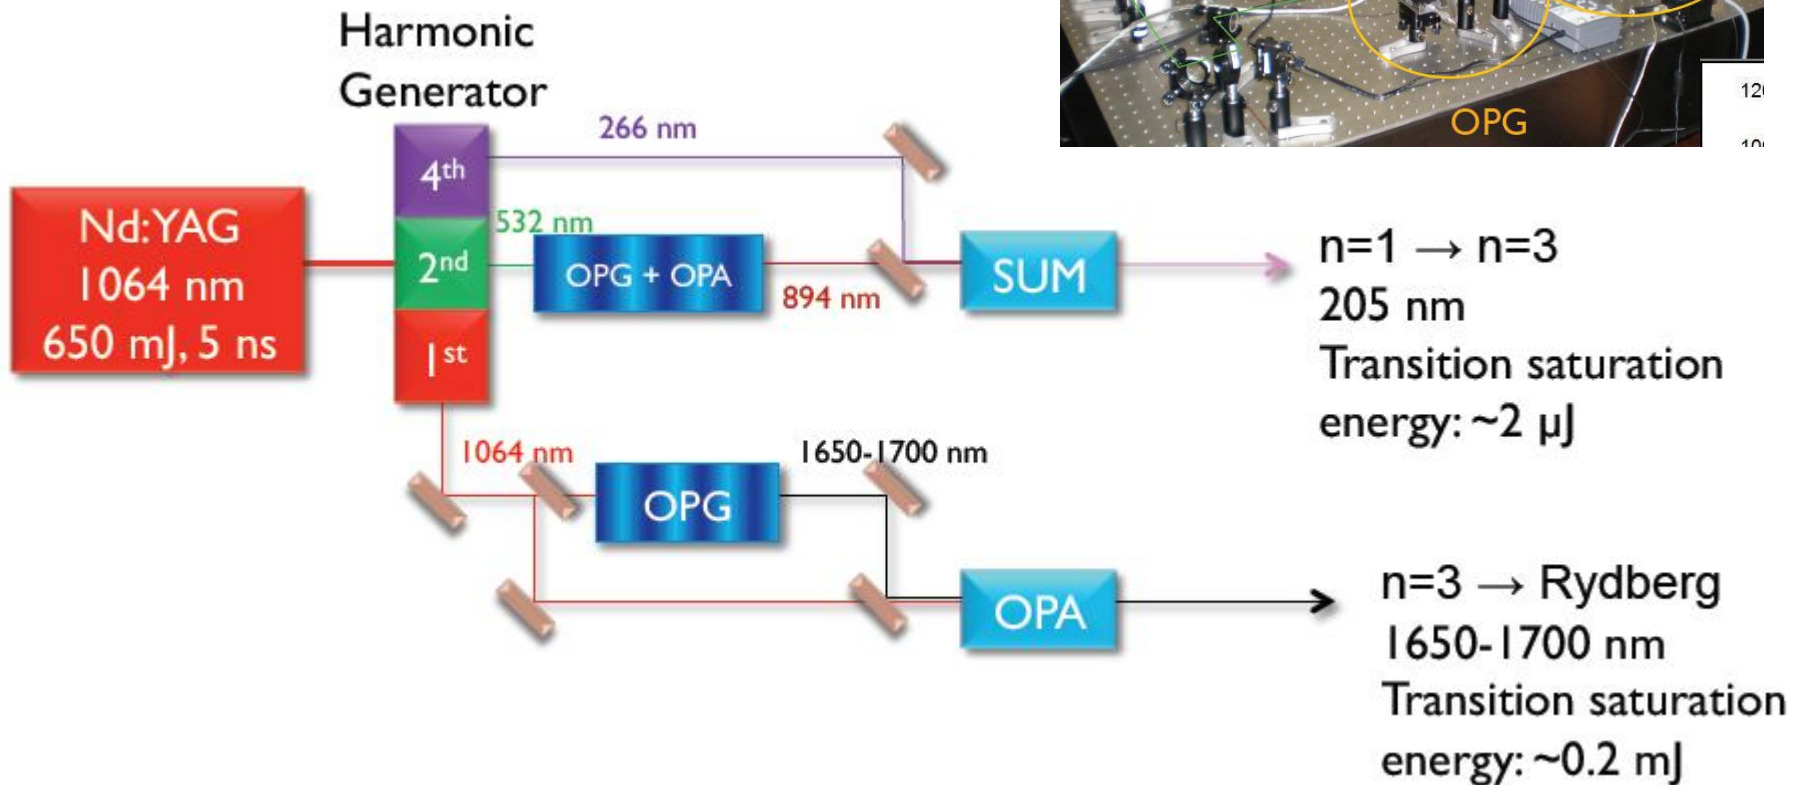 Harmonic
Generator
OPG
266 nm
4th
532 nm
2nd
1st
Nd:YAG
1064 nm
650 mJ, 5 ns
OPG + OPA
894 nm
SUM
n=1 → n=3
205 nm
Transition saturation
energy: ~2 µJ
1064 nm
OPG
1650-1700 nm
OPA
n=3 → Rydberg
1650-1700 nm
Transition saturation
energy: ~0.2 mJ